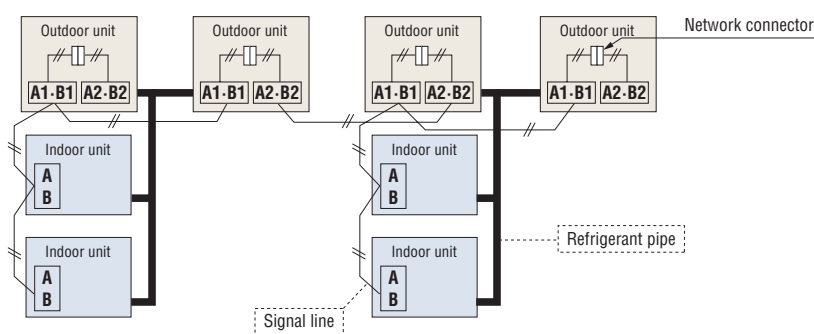 Network connector
Outdoor unit
A1·B1 A2·B2
Outdoor unit
A1·B1 A2·B2
Outdoor unit
A1·B1 A2·B2
Outdoor unit
A1·B1 A2·B2
Indoor unit
A
B
Indoor unit
A
B
Indoor unit
A
B
Indoor unit
A
B
Refrigerant pipe
Signal line